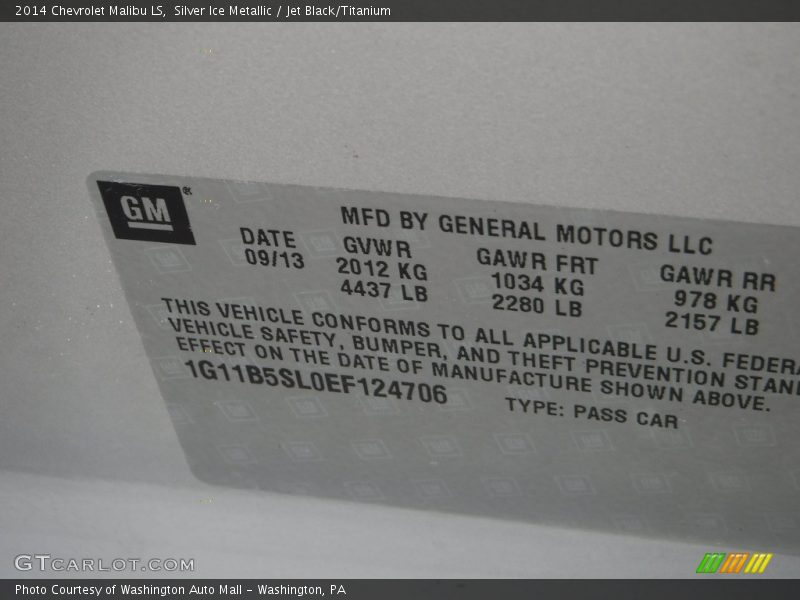 2014 Chevrolet Malibu LS,  Silver Ice Metallic / Jet Black/Titanium
GM®
MFD BY GENERAL MOTORS LLC
DATE GVWR GAWR FRT GAWR RR
09/13 2012 KG 1034 KG 978 KG
4437 LB 2280 LB 2157 LB
THIS VEHICLE CONFORMS TO ALL APPLICABLE U.S. FEDERA
VEHICLE SAFETY, BUMPER, AND THEFT PREVENTION STAND
EFFECT ON THE DATE OF MANUFACTURE SHOWN ABOVE.
1G11B5SL0EF124706 TYPE: PASS CAR
GTCARLOT.COM
Photo Courtesy of Washington Auto Mall - Washington, PA